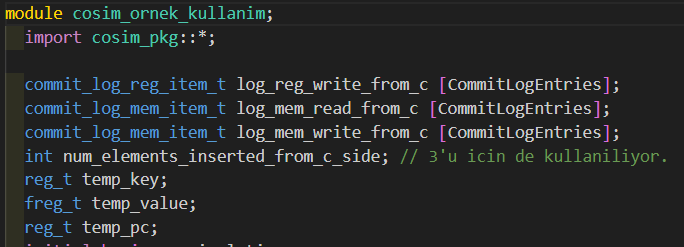 module cosim_ornek_kullanim;
import cosim_pkg::*;
commit_log_reg_item_t log_reg_write_from_c [CommitLogEntries];
commit_log_mem_item_t log_mem_read_from_c [CommitLogEntries];
commit_log_mem_item_t log_mem_write_from_c [CommitLogEntries];
int num_elements_inserted_from_c_side; // 3'u icin de kullaniliyor.
reg_t temp_key;
freg_t temp_value;
reg_t temp_pc;